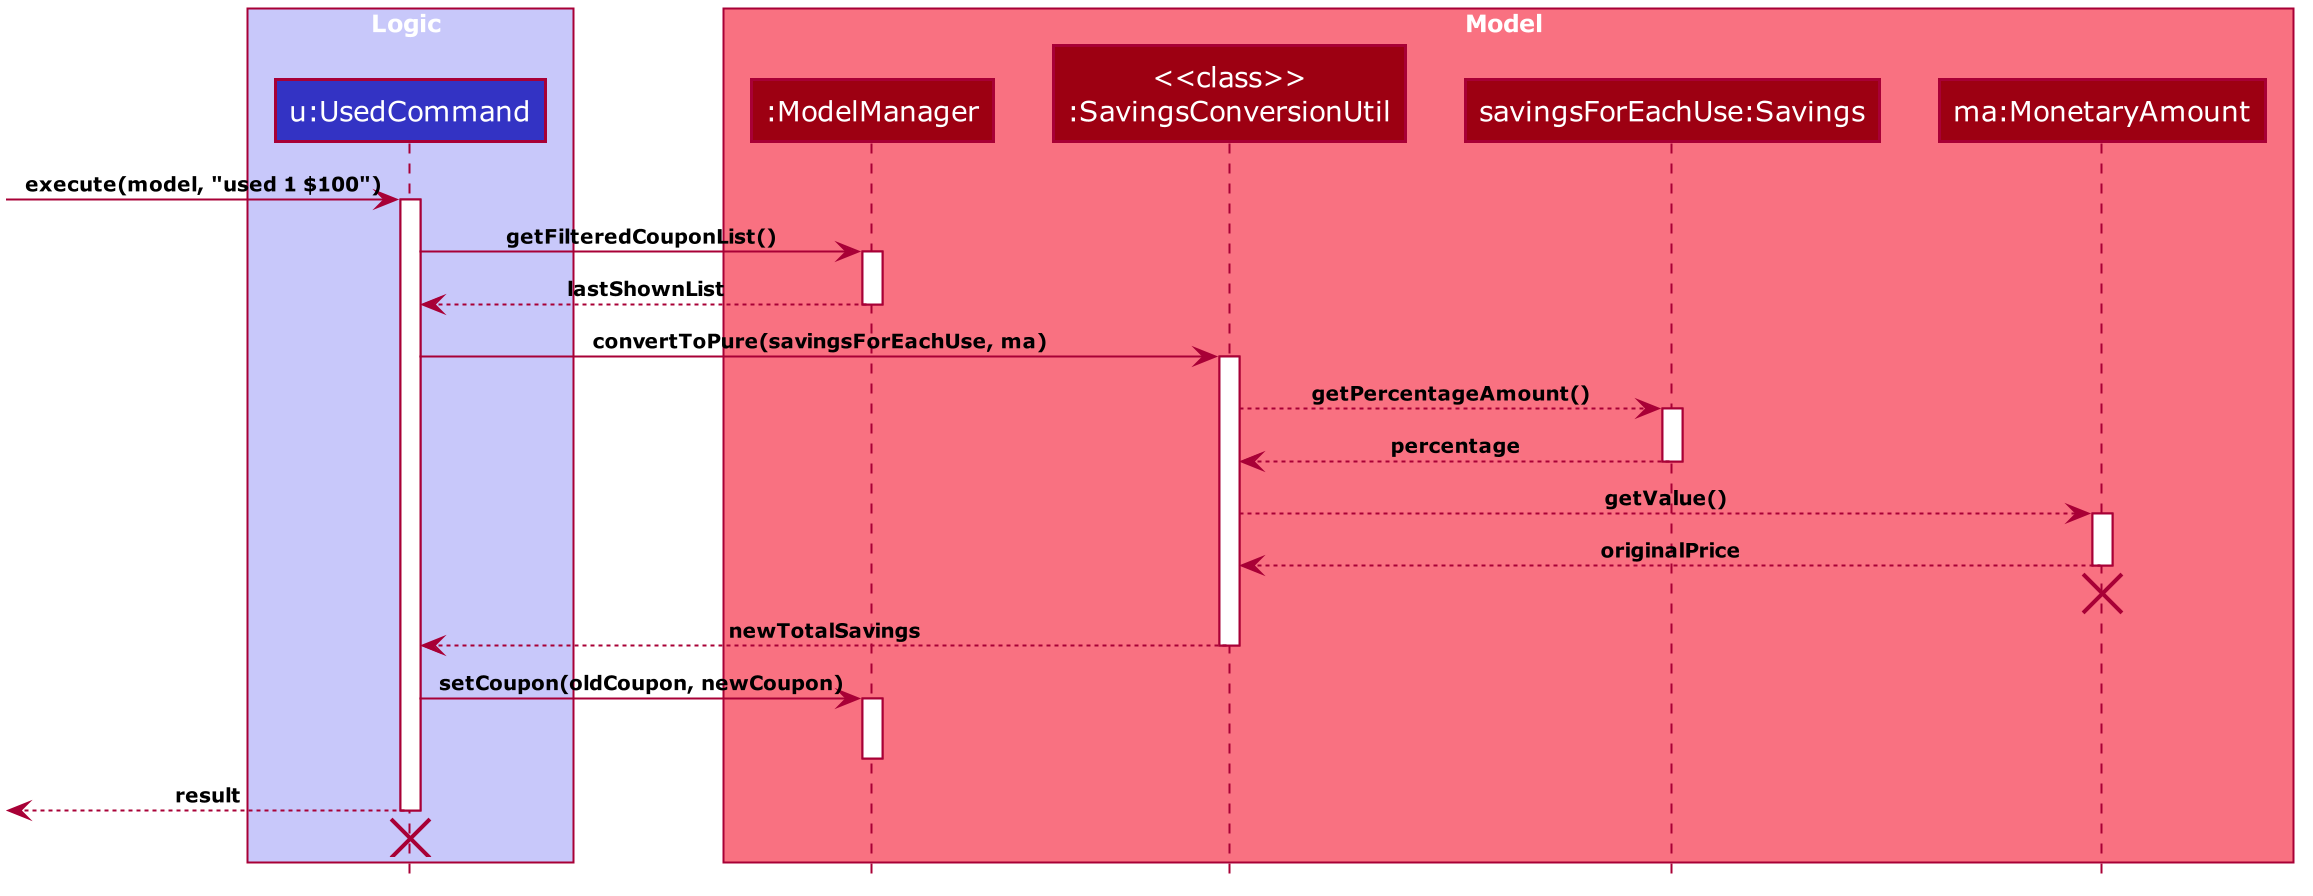 Logic
Model
u:UsedCommand
:ModelManager
<<class>>
:SavingsConversionUtil
savingsForEachUse:Savings
ma:MonetaryAmount
execute(model, "used 1 $100")
getFilteredCouponList()
lastShownList
convertToPure(savingsForEachUse, ma)
getPercentageAmount()
percentage
getValue()
originalPrice
newTotalSavings
setCoupon(oldCoupon, newCoupon)
result